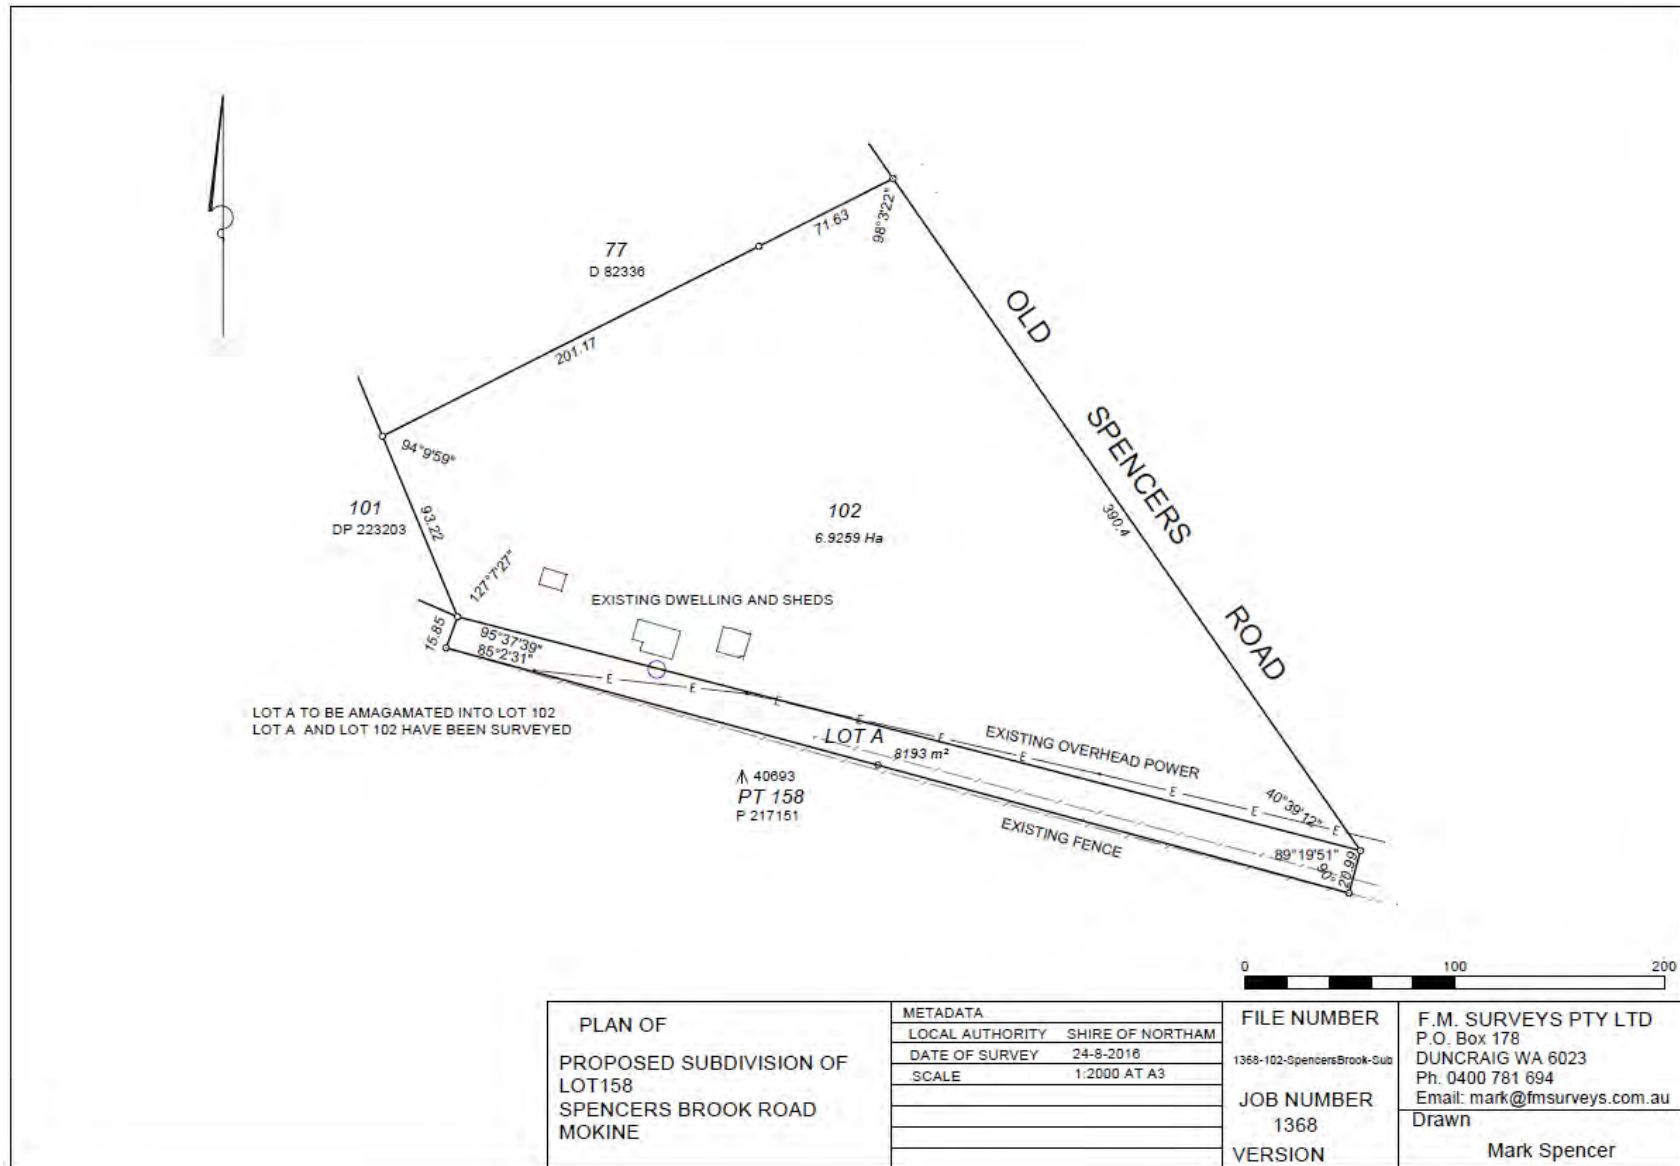 77
D 82336
71.63
98°3'22"
201.17
OLD
SPENCERS
ROAD
390.4
94°9'59"
101
DP 223203
93.22
102
6.9259 Ha
127°7'27"
EXISTING DWELLING AND SHEDS
15.85
95°37'39"
85°2'31"
E
E
E
E
E
E
E
E
E
LOT A TO BE AMAGAMATED INTO LOT 102
LOT A AND LOT 102 HAVE BEEN SURVEYED
LOT A
8193 m²
EXISTING OVERHEAD POWER
40693
PT 158
P 217151
EXISTING FENCE
40°39'12"
89°19'51"
90°
20.99
0 100 200
PLAN OF
PROPOSED SUBDIVISION OF
LOT158
SPENCERS BROOK ROAD
MOKINE
METADATA
LOCAL AUTHORITY SHIRE OF NORTHAM
DATE OF SURVEY 24-8-2016
SCALE 1:2000 AT A3
FILE NUMBER
1368-102-SpencersBrook-Sub
JOB NUMBER
1368
VERSION
F.M. SURVEYS PTY LTD
P.O. Box 178
DUNCRAIG WA 6023
Ph. 0400 781 694
Email: mark@fmsurveys.com.au
Drawn
Mark Spencer